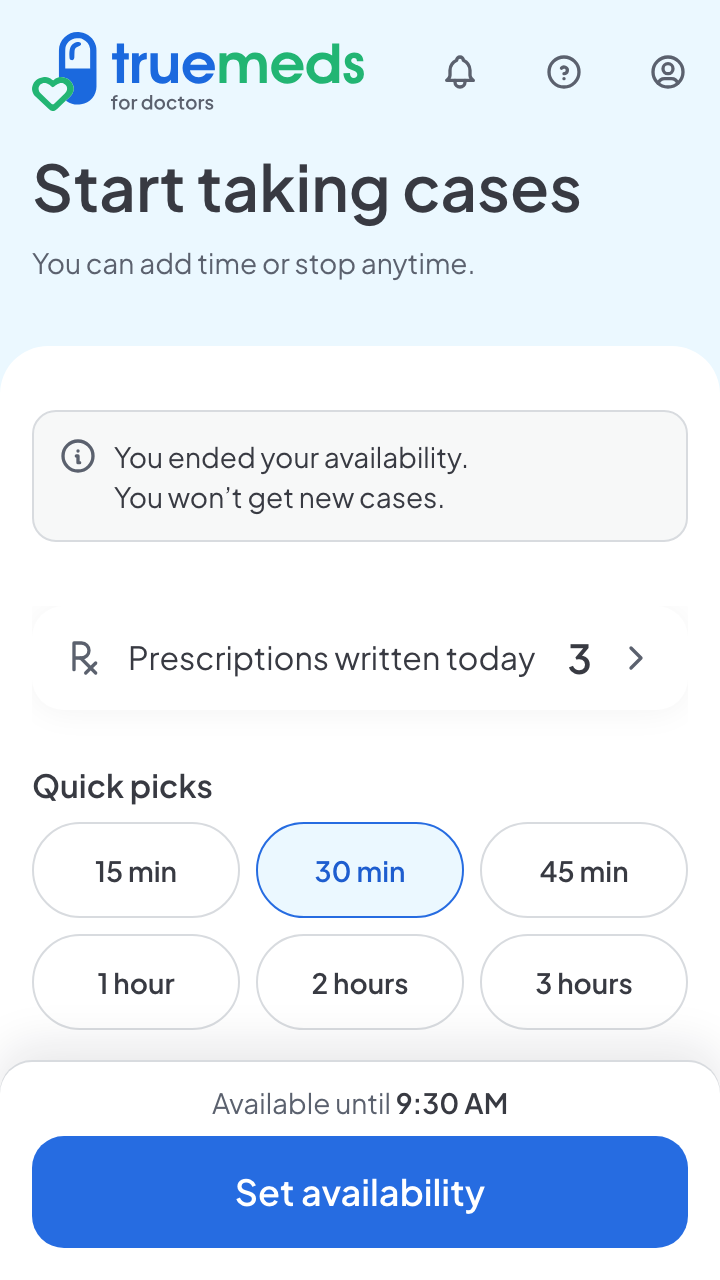 truemeds
for doctors
Start taking cases
You can add time or stop anytime.
You ended your availability.
You won’t get new cases.
Prescriptions written today 3
Quick picks
15 min 30 min 45 min
1 hour 2 hours 3 hours
Available until 9:30 AM
Set availability